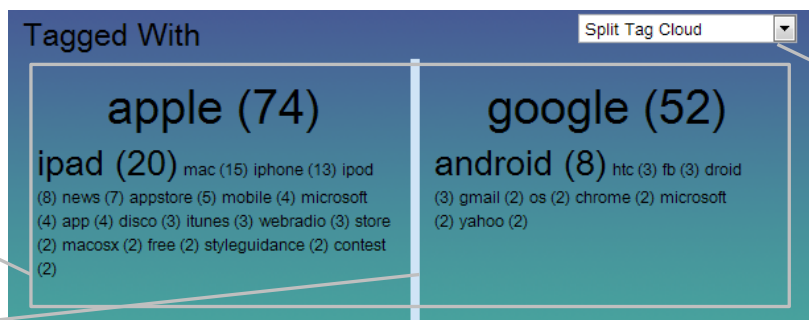 Tagged With
Split Tag Cloud
apple (74)
ipad (20) mac (15) iphone (13) ipod
(8) news (7) appstore (5) mobile (4) microsoft
(4) app (4) disco (3) itunes (3) webradio (3) store
(2) macosx (2) free (2) styleguidance (2) contest
(2)
google (52)
android (8) htc (3) fb (3) droid
(3) gmail (2) os (2) chrome (2) microsoft
(2) yahoo (2)